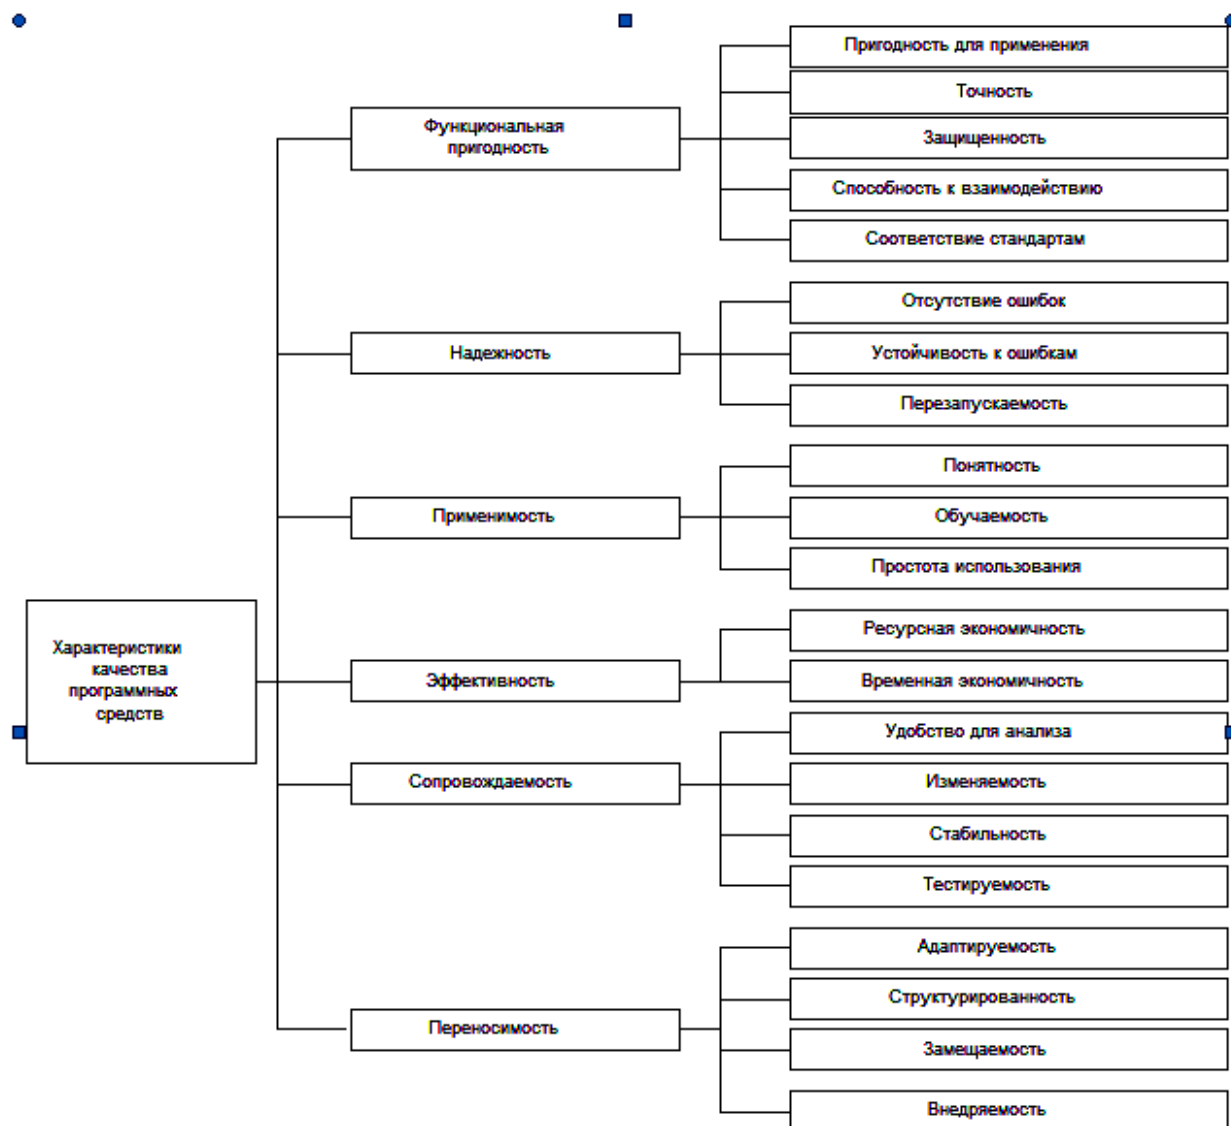 Характеристики
качества
программных
средств
Функциональная
пригодность
Пригодность для применения
Точность
Защищенность
Способность к взаимодействию
Соответствие стандартам
Надежность
Отсутствие ошибок
Устойчивость к ошибкам
Перезапускаемость
Применимость
Понятность
Обучаемость
Простота использования
Эффективность
Ресурсная экономичность
Временная экономичность
Сопровождаемость
Удобство для анализа
Изменяемость
Стабильность
Тестируемость
Переносимость
Адаптируемость
Структурированность
Замещаемость
Внедряемость